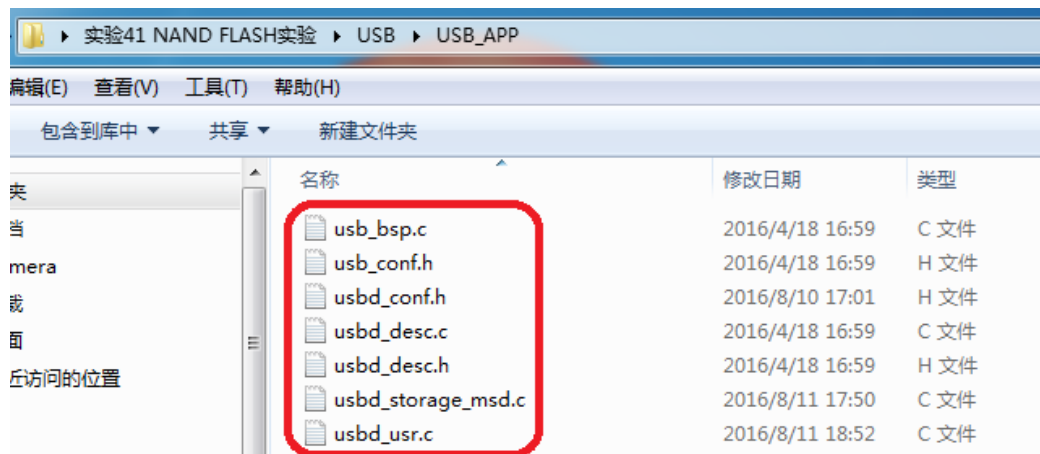 实验41 NAND FLASH实验 ▸ USB ▸ USB_APP
编辑(E) 查看(V) 工具(T) 帮助(H)
包含到库中 共享 新建文件夹
名称 修改日期 类型
夹
档
usb_bsp.c 2016/4/18 16:59 C 文件
mera
usb_conf.h 2016/4/18 16:59 H 文件
载
usbd_conf.h 2016/8/10 17:01 H 文件
面
usbd_desc.c 2016/4/18 16:59 C 文件
usbd_desc.h 2016/4/18 16:59 H 文件
近访问的位置
usbd_storage_msd.c 2016/8/11 17:50 C 文件
usbd_usr.c 2016/8/11 18:52 C 文件